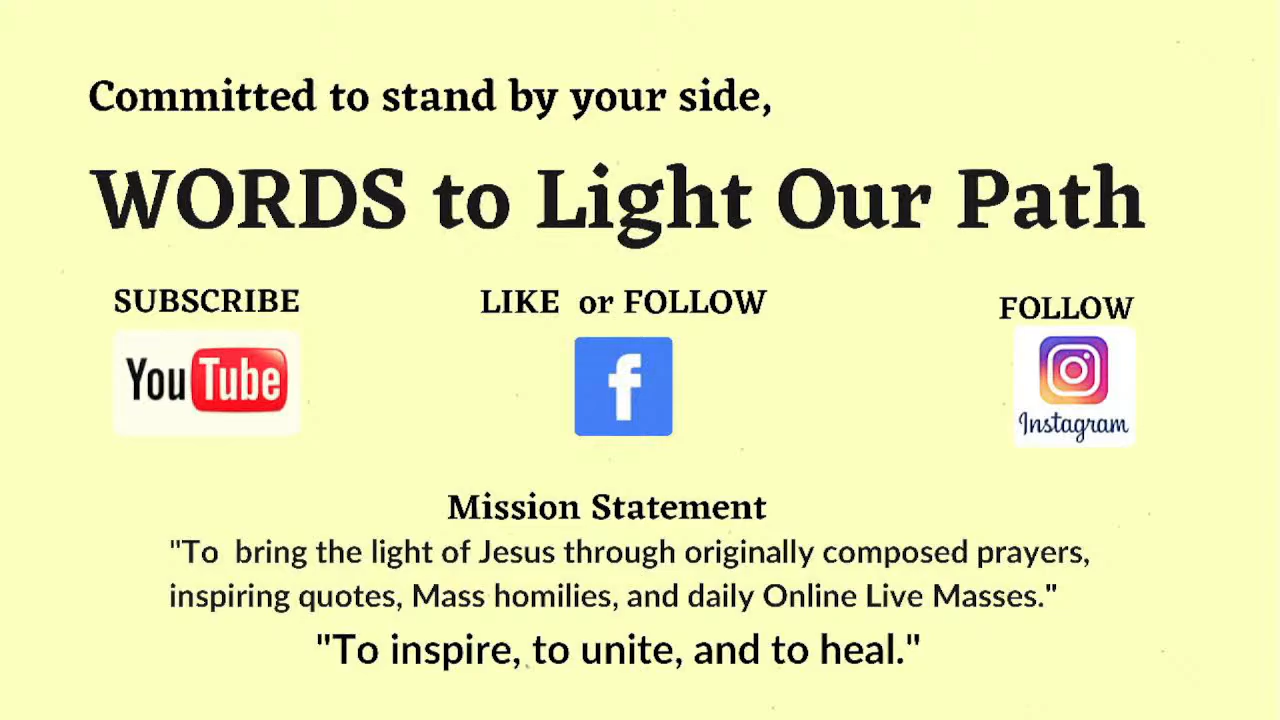 Committed to stand by your side,
WORDS to Light Our Path
SUBSCRIBE
LIKE or FOLLOW
FOLLOW
YouTube
f
Instagram
Mission Statement
"To bring the light of Jesus through originally composed prayers,
inspiring quotes, Mass homilies, and daily Online Live Masses."
"To inspire, to unite, and to heal."